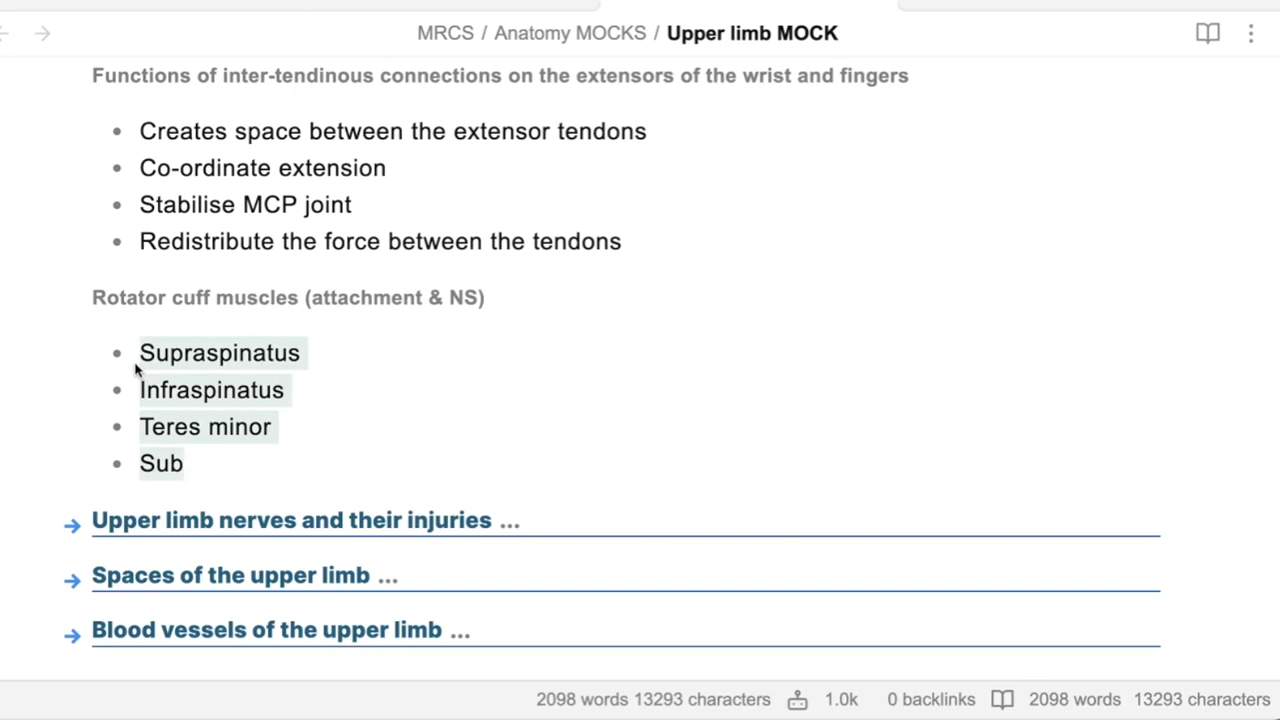 MRCS / Anatomy MOCKS / Upper limb MOCK
Functions of inter-tendinous connections on the extensors of the wrist and fingers
• Creates space between the extensor tendons
• Co-ordinate extension
• Stabilise MCP joint
• Redistribute the force between the tendons
Rotator cuff muscles (attachment & NS)
• Supraspinatus
• Infraspinatus
• Teres minor
• Sub
Upper limb nerves and their injuries ...
Spaces of the upper limb ...
Blood vessels of the upper limb ...
2098 words 13293 characters 1.0k 0 backlinks 2098 words 13293 characters